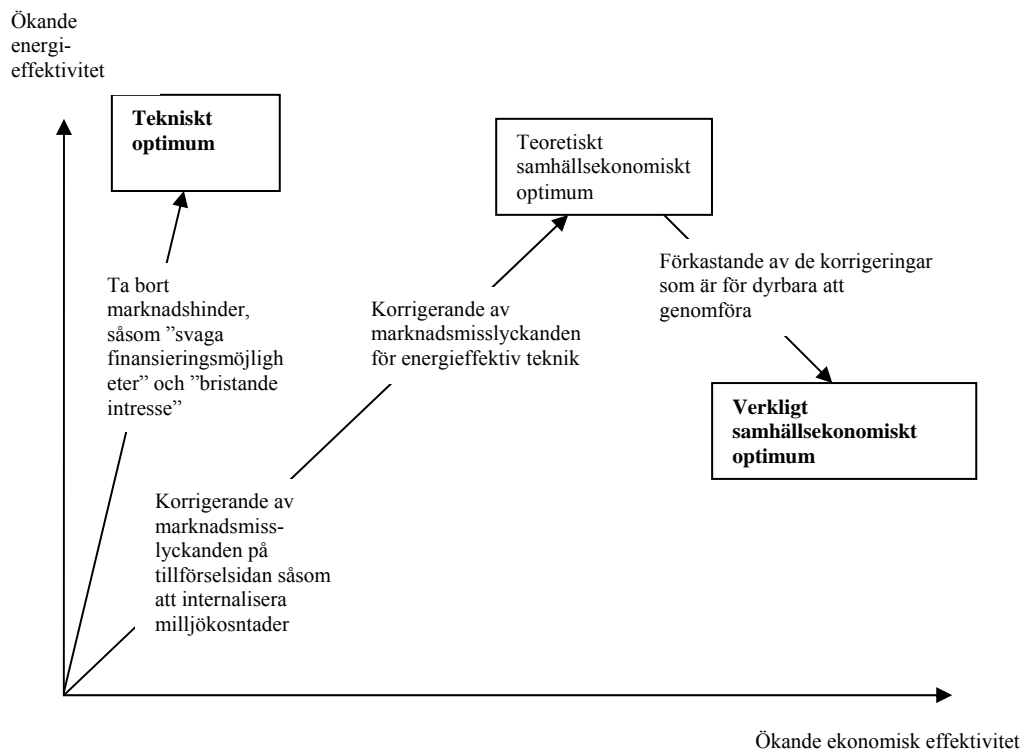 Ökande
energi-
effektivitet
Tekniskt
optimum
Teoretiskt
samhällsekonomiskt
optimum
Ta bort
marknadshinder,
såsom ”svaga
finansieringsmöjligh
eter” och ”bristande
intresse”
Korrigerande av
marknadsmisslyckanden
för energieffektiv teknik
Förkastande av de korrigeringar
som är för dyrbara att
genomföra
Verkligt
samhällsekonomiskt
optimum
Korrigerande av
marknadsmiss-
lyckanden på
tillförselsidan såsom
att internalisera
milljökosntader
Ökande ekonomisk effektivitet